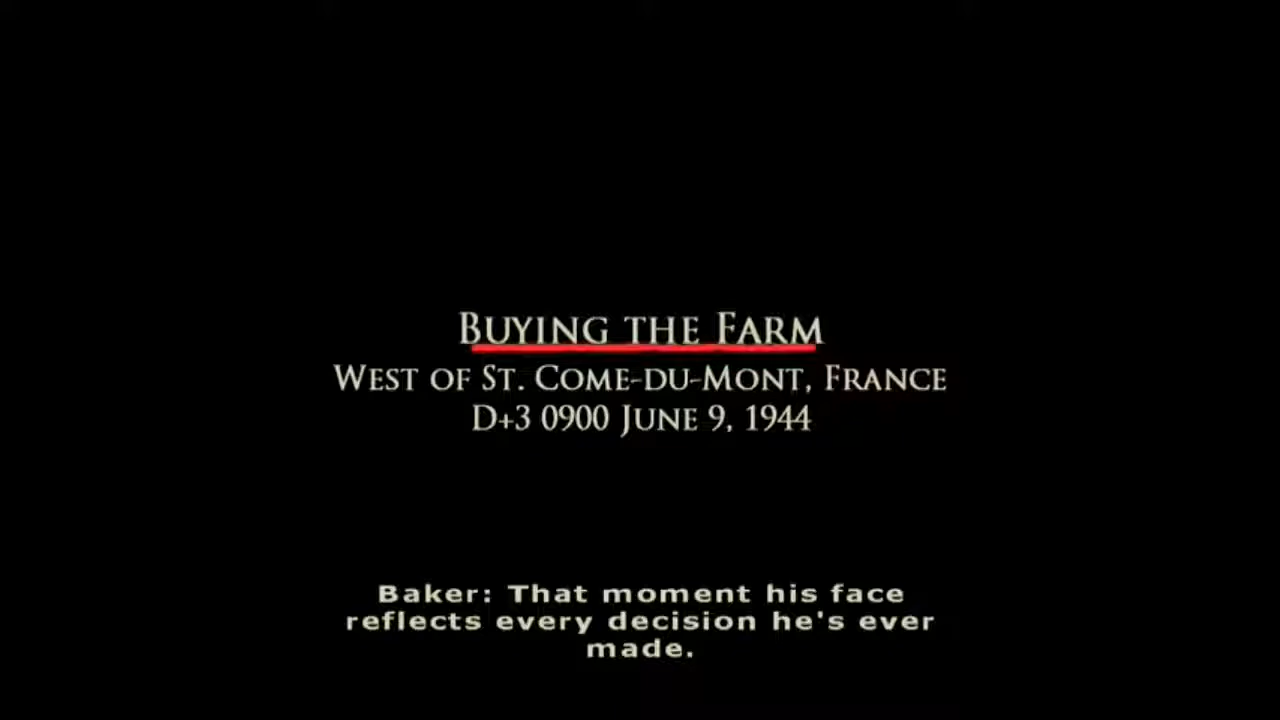 Buying the Farm
West of St. Come-du-Mont, France
D+3 0900 June 9, 1944
Baker: That moment his face
reflects every decision he's ever
made.